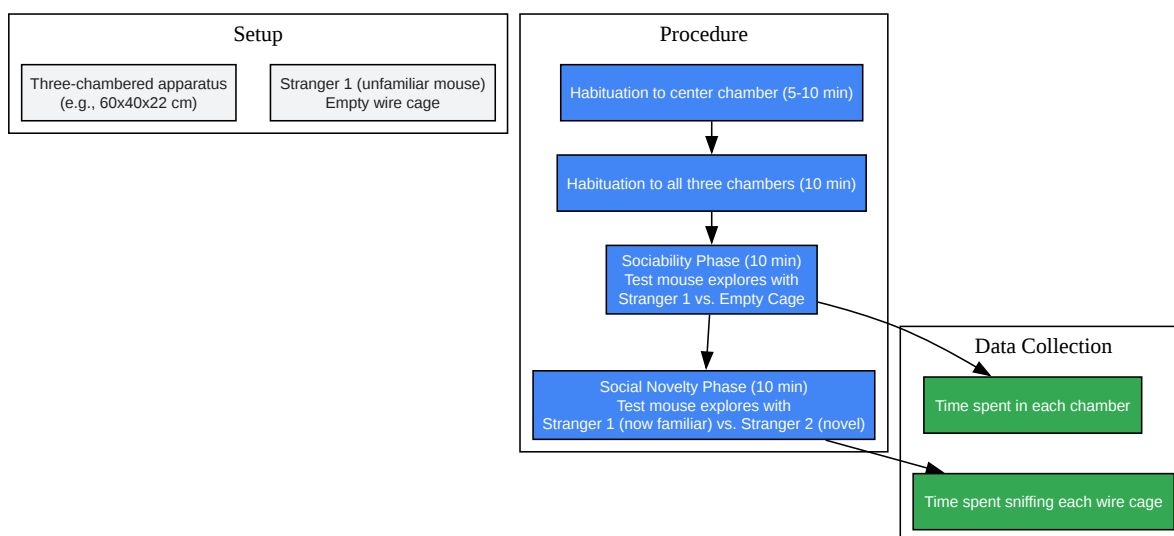 Setup
Three-chambered apparatus
(e.g., 60x40x22 cm)
Stranger 1 (unfamiliar mouse)
Empty wire cage
Procedure
Habituation to center chamber (5-10 min)
Habituation to all three chambers (10 min)
Sociability Phase (10 min)
Test mouse explores with
Stranger 1 vs. Empty Cage
Social Novelty Phase (10 min)
Test mouse explores with
Stranger 1 (now familiar) vs. Stranger 2 (novel)
Data Collection
Time spent in each chamber
Time spent sniffing each wire cage